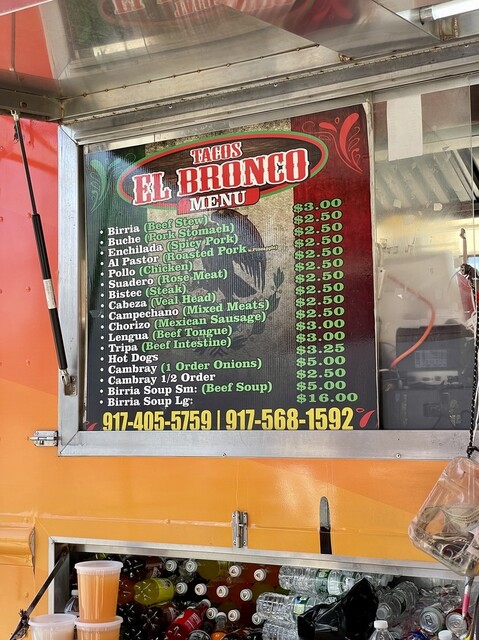 TACOS
EL BRONCO
MENU
• Birria (Beef Stew) $3.00
• Buche (Pork Stomach) $2.50
• Enchilada (Spicy Pork) $2.50
• Al Pastor (Roasted Pork $2.50
• Pollo (Chicken) $2.50
• Suadero (Rose Meat) $2.50
• Bistec (Steak) $2.50
• Cabeza (Veal Head) $2.50
• Campechano (Mixed Meats) $2.50
• Chorizo (Mexican Sausage) $2.50
• Lengua (Beef Tongue) $3.00
• Tripa (Beef Intestine) $3.00
• Hot Dogs $3.25
• Cambray (1 Order Onions) $5.00
• Cambray 1/2 Order $2.50
• Birria Soup Sm: (Beef Soup) $5.00
• Birria Soup Lg: $16.00
917-405-5759 | 917-568-1592